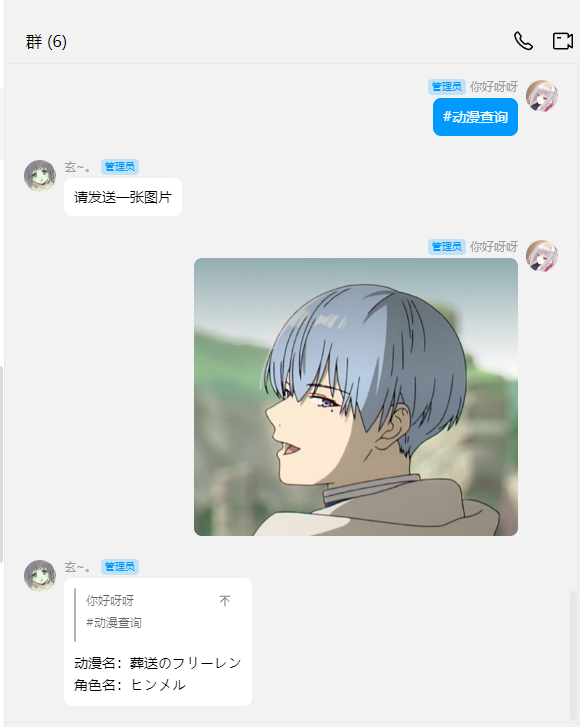 群 (6)
管理员 你好呀呀
#动漫查询
玄~。 管理员
请发送一张图片
管理员 你好呀呀
玄~。 管理员
你好呀呀
#动漫查询
动漫名：葬送のフリーレン
角色名：ヒンメル